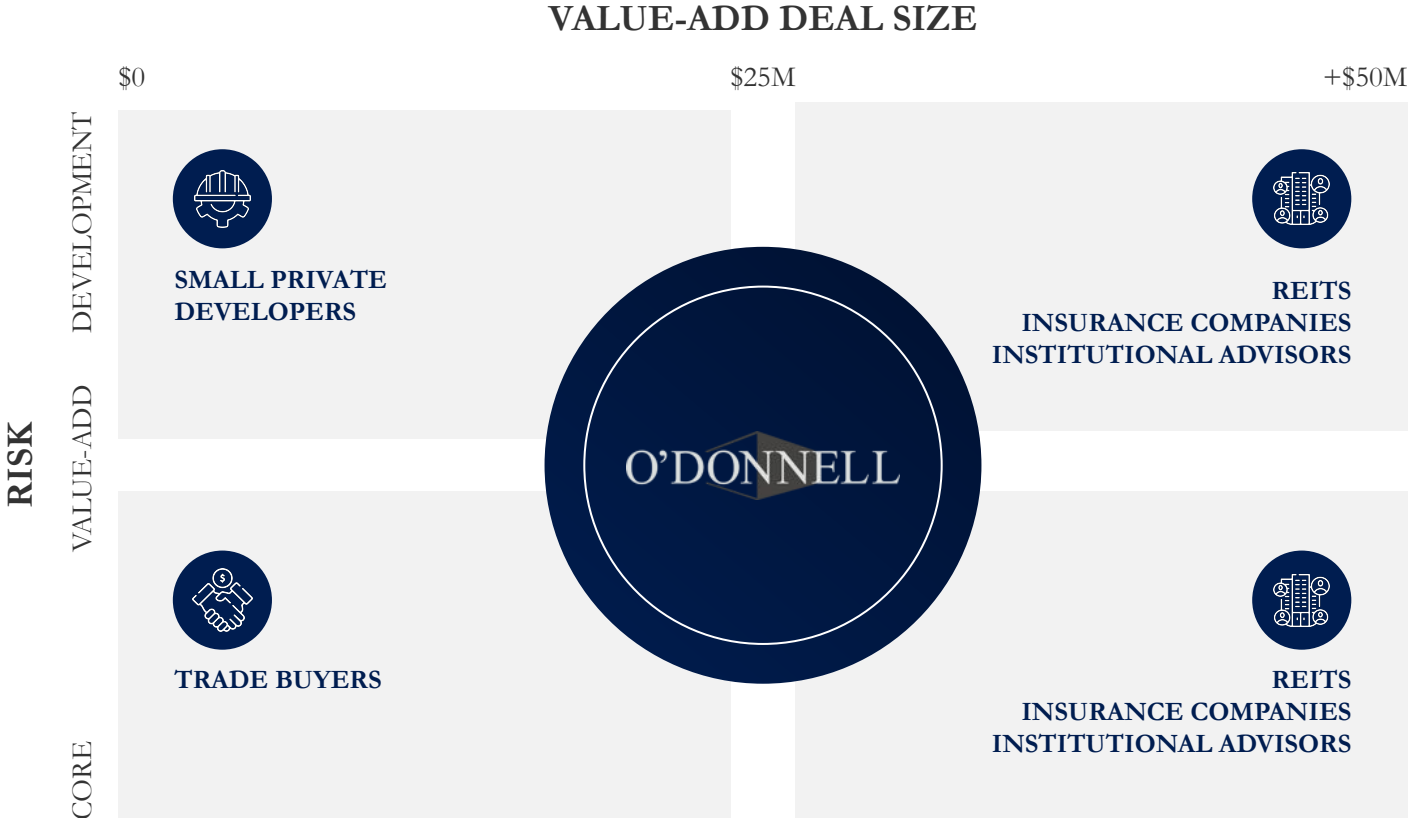 VALUE-ADD DEAL SIZE
$0
$25M
+$50M
RISK
DEVELOPMENT
VALUE-ADD
CORE
SMALL PRIVATE
DEVELOPERS
REITS
INSURANCE COMPANIES
INSTITUTIONAL ADVISORS
O’DONNELL
$
TRADE BUYERS
REITS
INSURANCE COMPANIES
INSTITUTIONAL ADVISORS